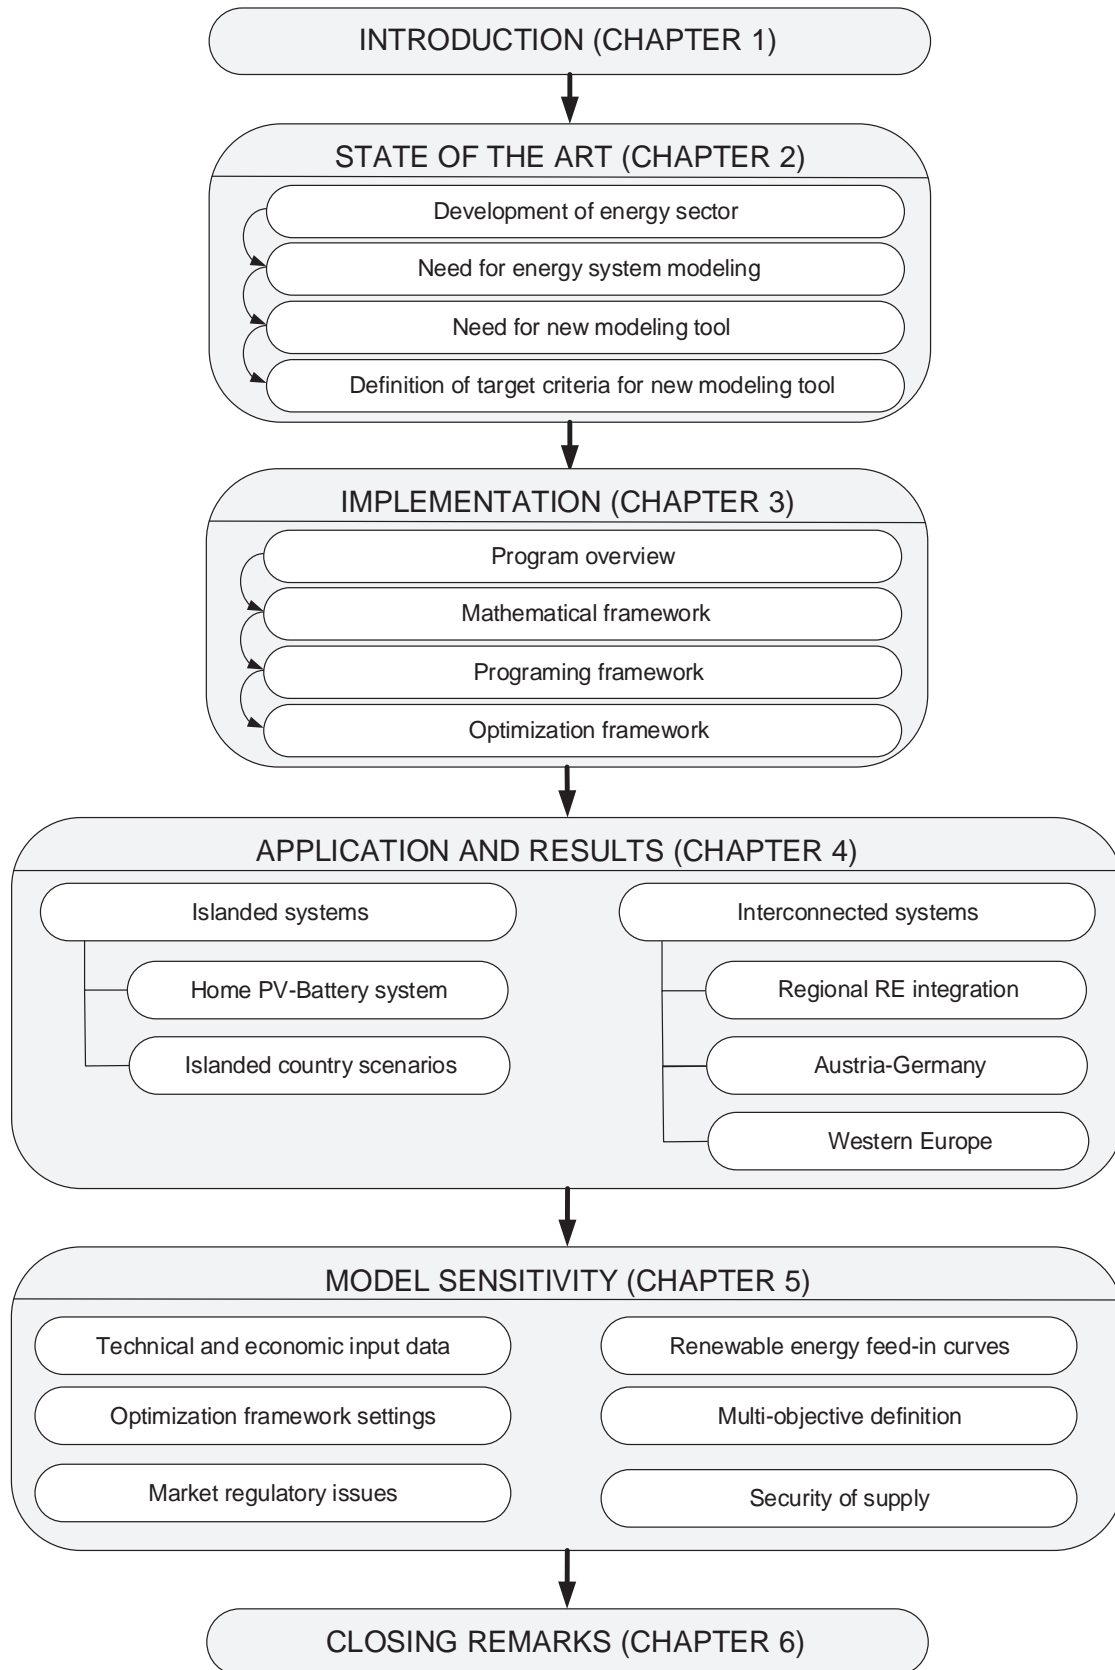 INTRODUCTION (CHAPTER 1)
STATE OF THE ART (CHAPTER 2)
Development of energy sector
Need for energy system modeling
Need for new modeling tool
Definition of target criteria for new modeling tool
IMPLEMENTATION (CHAPTER 3)
Program overview
Mathematical framework
Programing framework
Optimization framework
APPLICATION AND RESULTS (CHAPTER 4)
Islanded systems
Home PV-Battery system
Islanded country scenarios
Interconnected systems
Regional RE integration
Austria-Germany
Western Europe
MODEL SENSITIVITY (CHAPTER 5)
Technical and economic input data
Optimization framework settings
Market regulatory issues
Renewable energy feed-in curves
Multi-objective definition
Security of supply
CLOSING REMARKS (CHAPTER 6)